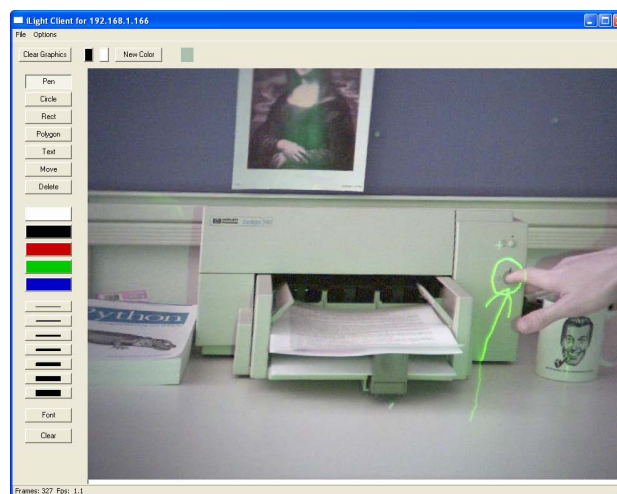 iLight Client for 192.168.1.166
File Options
Clear Graphics
New Color
Pen
Circle
Rect
Polygon
Text
Move
Delete
Font
Clear
Python
Frames: 327 Fps: 1.1